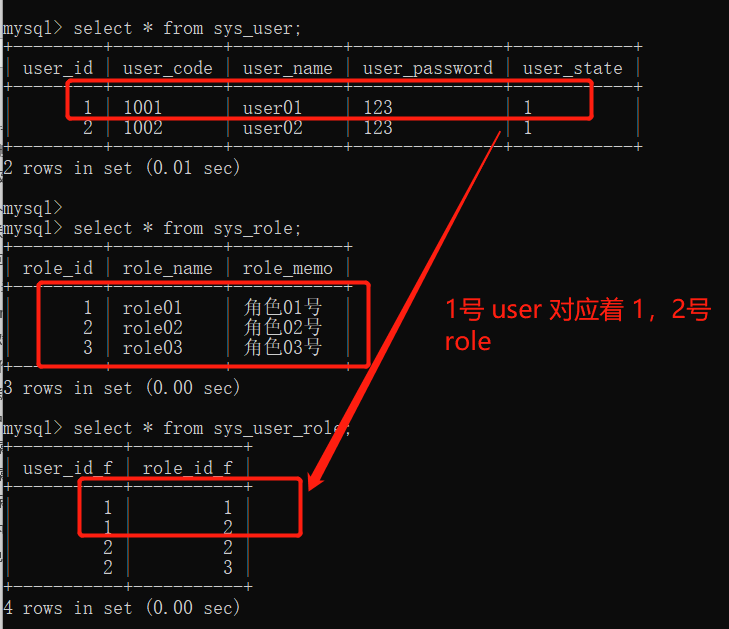 mysql> select * from sys_user;
+---------+-----------+-----------+---------------+------------+
| user_id | user_code | user_name | user_password | user_state |
+---------+-----------+-----------+---------------+------------+
|       1 | 1001      | user01    | 123           | 1          |
|       2 | 1002      | user02    | 123           | 1          |
+---------+-----------+-----------+---------------+------------+
2 rows in set (0.01 sec)
mysql>
mysql> select * from sys_role;
+---------+-----------+-----------+
| role_id | role_name | role_memo |
+---------+-----------+-----------+
|       1 | role01    | 角色01号  |
|       2 | role02    | 角色02号  |
|       3 | role03    | 角色03号  |
+---------+-----------+-----------+
3 rows in set (0.00 sec)
1号 user 对应着 1，2号
role
mysql> select * from sys_user_role;
+-----------+-----------+
| user_id_f | role_id_f |
+-----------+-----------+
|         1 |         1 |
|         1 |         2 |
|         2 |         2 |
|         2 |         3 |
+-----------+-----------+
4 rows in set (0.00 sec)